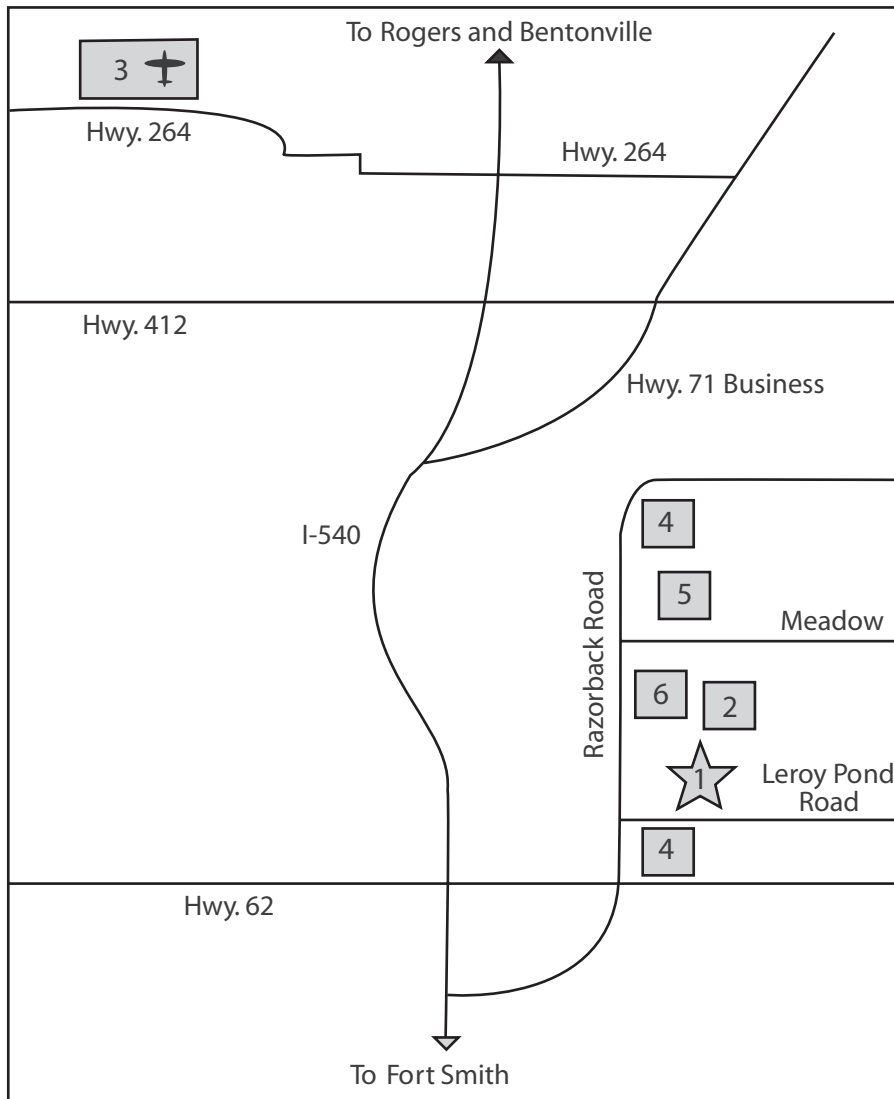 To Rogers and Bentonville
3
Hwy. 264
Hwy. 264
Hwy. 412
Hwy. 71 Business
I-540
4
5
Razorback Road
Meadow
6
2
1
Leroy Pond
Road
4
Hwy. 62
To Fort Smith